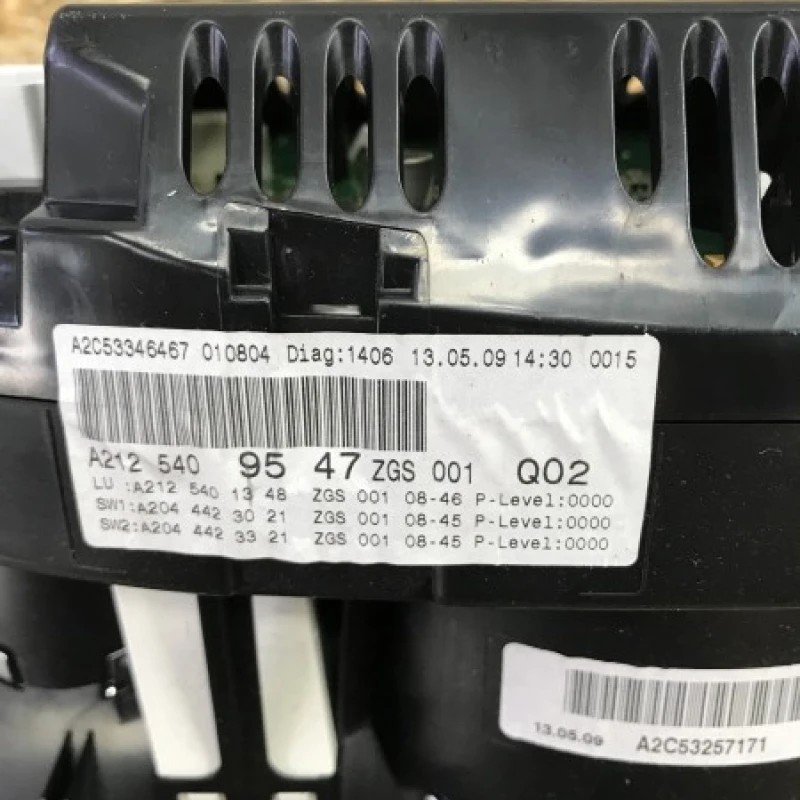 A2C53346467 010804 Diag:1406 13.05.09 14:30 0015
A212 540 95 47 ZGS 001 Q02
LU :A212 540 13 48 ZGS 001 08-46 P-Level:0000
SW1:A204 442 30 21 ZGS 001 08-45 P-Level:0000
SW2:A204 442 33 21 ZGS 001 08-45 P-Level:0000
13.05.09 A2C53257171